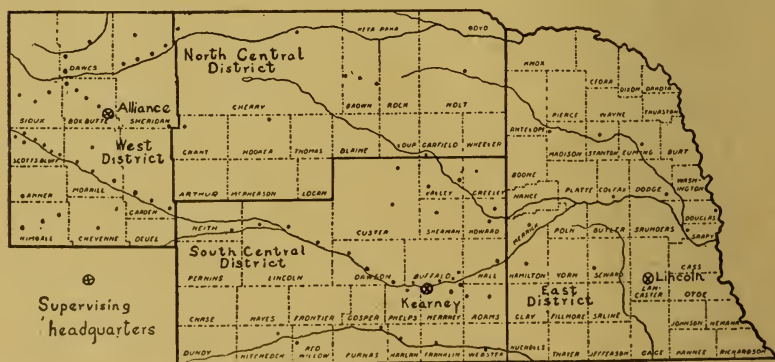 DAWES
SIOUX
BOX BUTTE
SHERIDAN
Alliance
West District
SCOTTS BLUFF
BANNER
MORRILL
GARDEN
KIMBALL
CHEYENNE
DEUEL
Supervising
headquarters
North Central
District
KEYA PAHA
BOYD
CHERRY
BROWN
ROCK
HOLT
GRANT
HOOKER
THOMAS
BLAINE
LOUP
GARFIELD
WHEELER
ARTHUR
McPHERSON
LOGAN
South Central
District
KEITH
PERKINS
LINCOLN
CUSTER
VALLEY
GREELEY
SHERMAN
HOWARD
DAWSON
BUFFALO
HALL
Kearney
CHASE
HAYES
FRONTIER
GOSPER
PHELPS
KEARNEY
ADAMS
DUNDY
HITCHCOCK
RED
WILLOW
FURNAS
HARLAN
FRANKLIN
WEBSTER
East
District
KNOX
CEDAR
DIXON
DAKOTA
ANTELOPE
PIERCE
WAYNE
THURSTON
MADISON
STANTON
CUMING
BURT
BOONE
NANCE
PLATTE
COLFAX
DODGE
WASH-
INGTON
DOUGLAS
SARPY
MERRICK
POLK
BUTLER
SAUNDERS
HAMILTON
YORK
SEWARD
Lincoln
LAN-
CASTER
CASS
OTOE
CLAY
FILLMORE
SALINE
JOHNSON
NEMAHA
NUCKOLLS
THAYER
JEFFERSON
GAGE
PAWNEE
RICHARDSON